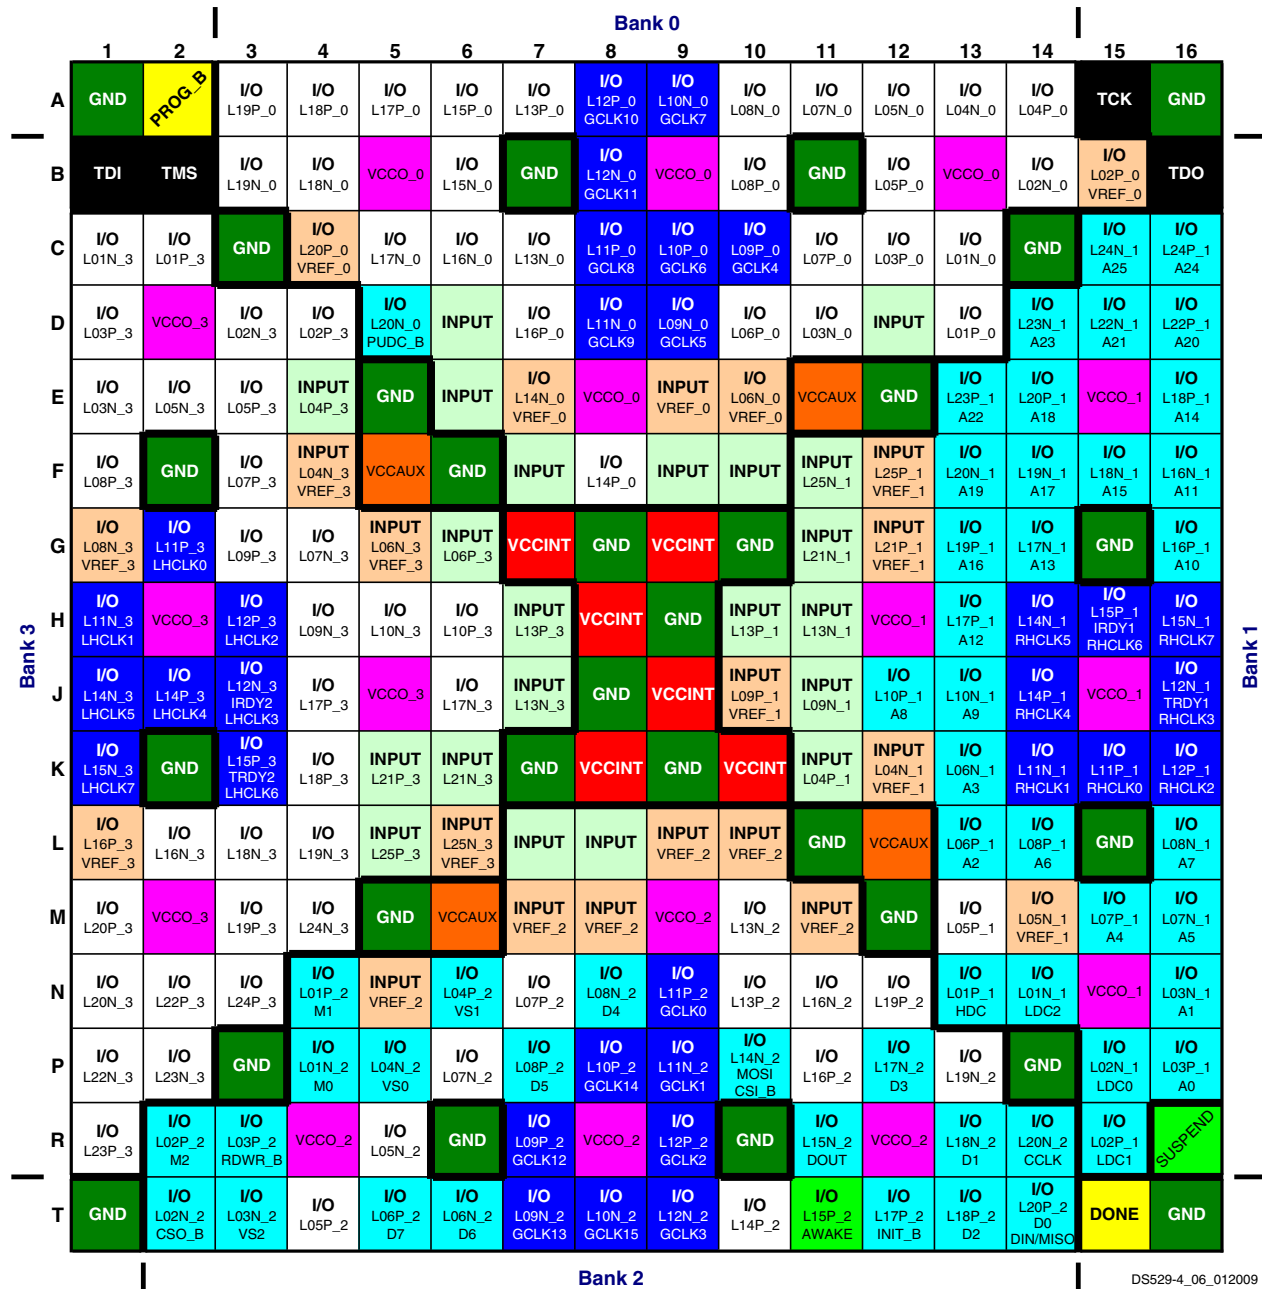 Bank 0
1 2 3 4 5 6 7 8 9 10 11 12 13 14 15 16
A GND PROG_B I/O L19P_0 I/O L18P_0 I/O L17P_0 I/O L15P_0 I/O L13P_0 I/O L12P_0 GCLK10 I/O L10N_0 GCLK7 I/O L08N_0 I/O L07N_0 I/O L05N_0 I/O L04N_0 I/O L04P_0 TCK GND
B TDI TMS I/O L19N_0 I/O L18N_0 VCCO_0 I/O L15N_0 GND I/O L12N_0 GCLK11 VCCO_0 I/O L08P_0 GND I/O L05P_0 VCCO_0 I/O L02N_0 I/O L02P_0 VREF_0 TDO
C I/O L01N_3 I/O L01P_3 GND I/O L20P_0 VREF_0 I/O L17N_0 I/O L16N_0 I/O L13N_0 I/O L11P_0 GCLK8 I/O L10P_0 GCLK6 I/O L09P_0 GCLK4 I/O L07P_0 I/O L03P_0 I/O L01N_0 GND I/O L24N_1 A25 I/O L24P_1 A24
D I/O L03P_3 VCCO_3 I/O L02N_3 I/O L02P_3 I/O L20N_0 PUDC_B INPUT I/O L16P_0 I/O L11N_0 GCLK9 I/O L09N_0 GCLK5 I/O L06P_0 I/O L03N_0 INPUT I/O L01P_0 I/O L23N_1 A23 I/O L22N_1 A21 I/O L22P_1 A20
E I/O L03N_3 I/O L05N_3 I/O L05P_3 INPUT L04P_3 GND INPUT I/O L14N_0 VREF_0 VCCO_0 INPUT VREF_0 I/O L06N_0 VREF_0 VCCAUX GND I/O L23P_1 A22 I/O L20P_1 A18 VCCO_1 I/O L18P_1 A14
F I/O L08P_3 GND I/O L07P_3 INPUT L04N_3 VREF_3 VCCAUX GND INPUT I/O L14P_0 INPUT INPUT INPUT L25N_1 INPUT L25P_1 VREF_1 I/O L20N_1 A19 I/O L19N_1 A17 I/O L18N_1 A15 I/O L16N_1 A11
G I/O L08N_3 VREF_3 I/O L11P_3 LHCLK0 I/O L09P_3 I/O L07N_3 INPUT L06N_3 VREF_3 INPUT L06P_3 VCCINT GND VCCINT GND INPUT L21N_1 INPUT L21P_1 VREF_1 I/O L19P_1 A16 I/O L17N_1 A13 GND I/O L16P_1 A10
Bank 3
H I/O L11N_3 LHCLK1 VCCO_3 I/O L12P_3 LHCLK2 I/O L09N_3 I/O L10N_3 I/O L10P_3 INPUT L13P_3 VCCINT GND INPUT L13P_1 INPUT L13N_1 VCCO_1 I/O L17P_1 A12 I/O L14N_1 RHCLK5 I/O L15P_1 IRDY1 RHCLK6 I/O L15N_1 RHCLK7
Bank 1
J I/O L14N_3 LHCLK5 I/O L14P_3 LHCLK4 I/O L12N_3 IRDY2 LHCLK3 I/O L17P_3 VCCO_3 I/O L17N_3 INPUT L13N_3 GND VCCINT INPUT L09P_1 VREF_1 INPUT L09N_1 I/O L10P_1 A8 I/O L10N_1 A9 I/O L14P_1 RHCLK4 VCCO_1 I/O L12N_1 TRDY1 RHCLK3
K I/O L15N_3 LHCLK7 GND I/O L15P_3 TRDY2 LHCLK6 I/O L18P_3 INPUT L21P_3 INPUT L21N_3 GND VCCINT GND VCCINT INPUT L04P_1 INPUT L04N_1 VREF_1 I/O L06N_1 A3 I/O L11N_1 RHCLK1 I/O L11P_1 RHCLK0 I/O L12P_1 RHCLK2
L I/O L16P_3 VREF_3 I/O L16N_3 I/O L18N_3 I/O L19N_3 INPUT L25P_3 INPUT L25N_3 VREF_3 INPUT INPUT INPUT VREF_2 INPUT VREF_2 GND VCCAUX I/O L06P_1 A2 I/O L08P_1 A6 GND I/O L08N_1 A7
M I/O L20P_3 VCCO_3 I/O L19P_3 I/O L24N_3 GND VCCAUX INPUT VREF_2 INPUT VREF_2 VCCO_2 I/O L13N_2 INPUT VREF_2 GND I/O L05P_1 I/O L05N_1 VREF_1 I/O L07P_1 A4 I/O L07N_1 A5
N I/O L20N_3 I/O L22P_3 I/O L24P_3 I/O L01P_2 M1 INPUT VREF_2 I/O L04P_2 VS1 I/O L07P_2 I/O L08N_2 D4 I/O L11P_2 GCLK0 I/O L13P_2 I/O L16N_2 I/O L19P_2 I/O L01P_1 HDC I/O L01N_1 LDC2 VCCO_1 I/O L03N_1 A1
P I/O L22N_3 I/O L23N_3 GND I/O L01N_2 M0 I/O L04N_2 VS0 I/O L07N_2 I/O L08P_2 D5 I/O L10P_2 GCLK14 I/O L11N_2 GCLK1 I/O L14N_2 MOSI CSI_B I/O L16P_2 I/O L17N_2 D3 I/O L19N_2 GND I/O L02N_1 LDC0 I/O L03P_1 A0
R I/O L23P_3 I/O L02P_2 M2 I/O L03P_2 RDWR_B VCCO_2 I/O L05N_2 GND I/O L09P_2 GCLK12 VCCO_2 I/O L12P_2 GCLK2 GND I/O L15N_2 DOUT VCCO_2 I/O L18N_2 D1 I/O L20N_2 CCLK I/O L02P_1 LDC1 SUSPEND
T GND I/O L02N_2 CSO_B I/O L03N_2 VS2 I/O L05P_2 I/O L06P_2 D7 I/O L06N_2 D6 I/O L09N_2 GCLK13 I/O L10N_2 GCLK15 I/O L12N_2 GCLK3 I/O L14P_2 I/O L15P_2 AWAKE I/O L17P_2 INIT_B I/O L18P_2 D2 I/O L20P_2 D0 DIN/MISO DONE GND
Bank 2
DS529-4_06_012009